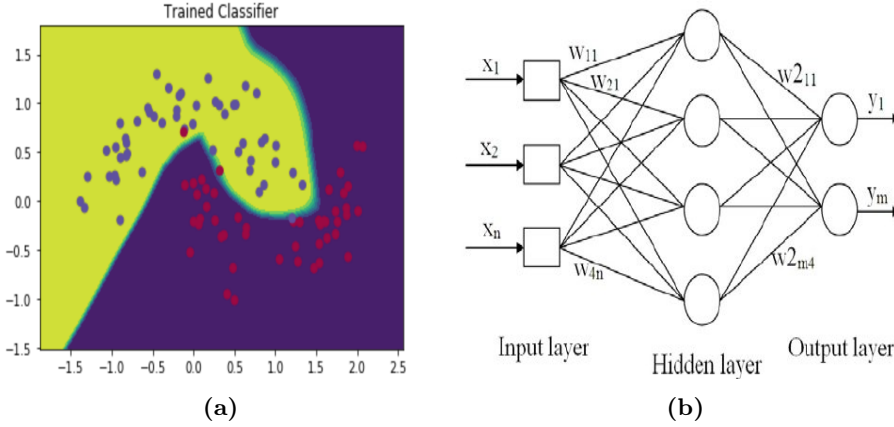 Trained Classifier
1.5
1.0
0.5
0.0
−0.5
−1.0
−1.5
−1.5 −1.0 −0.5 0.0 0.5 1.0 1.5 2.0 2.5
(a)
x1
x2
xn
w11
w21
w4n
w211
w2m4
y1
ym
Input layer
Hidden layer
Output layer
(b)